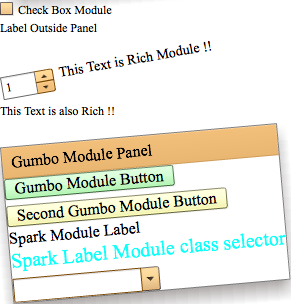 Check Box Module
Label Outside Panel
This Text is Rich Module !!
1
This Text is also Rich !!
Gumbo Module Panel
Gumbo Module Button
Second Gumbo Module Button
Spark Module Label
Spark Label Module class selector